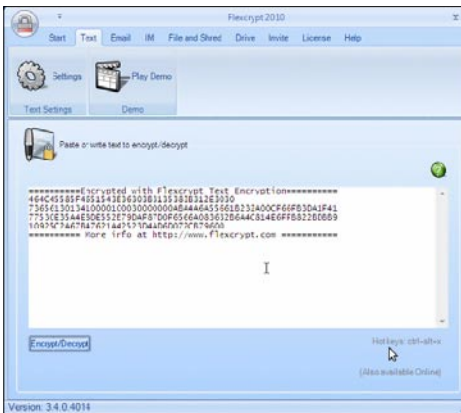 Flexcrypt 2010
Start Text Email IM File and Shred Drive Invite License Help
Settings
Play Demo
Text Settings
Demo
Paste or write text to encrypt/decrypt
==========Encrypted with Flexcrypt Text Encryption==========
========== More info at http://www.flexcrypt.com ==========
Encrypt/Decrypt
Hot keys: ctrl-alt+x
(Also available Online)
Version: 3.4.0.4014